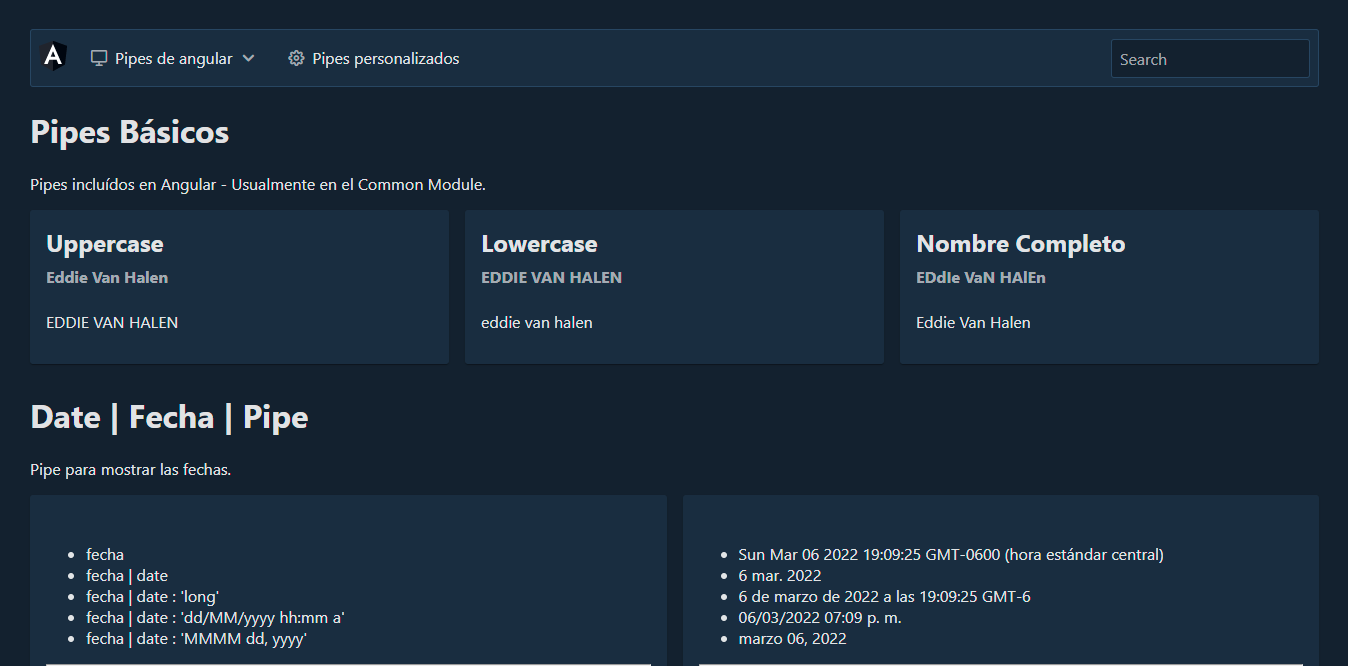 A
Pipes de angular
Pipes personalizados
Search
Pipes Básicos
Pipes incluídos en Angular - Usualmente en el Common Module.
Uppercase
Eddie Van Halen
EDDIE VAN HALEN
Lowercase
EDDIE VAN HALEN
eddie van halen
Nombre Completo
EDdIe VaN HAlEn
Eddie Van Halen
Date | Fecha | Pipe
Pipe para mostrar las fechas.
fecha
fecha | date
fecha | date : 'long'
fecha | date : 'dd/MM/yyyy hh:mm a'
fecha | date : 'MMMM dd, yyyy'
Sun Mar 06 2022 19:09:25 GMT-0600 (hora estándar central)
6 mar. 2022
6 de marzo de 2022 a las 19:09:25 GMT-6
06/03/2022 07:09 p. m.
marzo 06, 2022